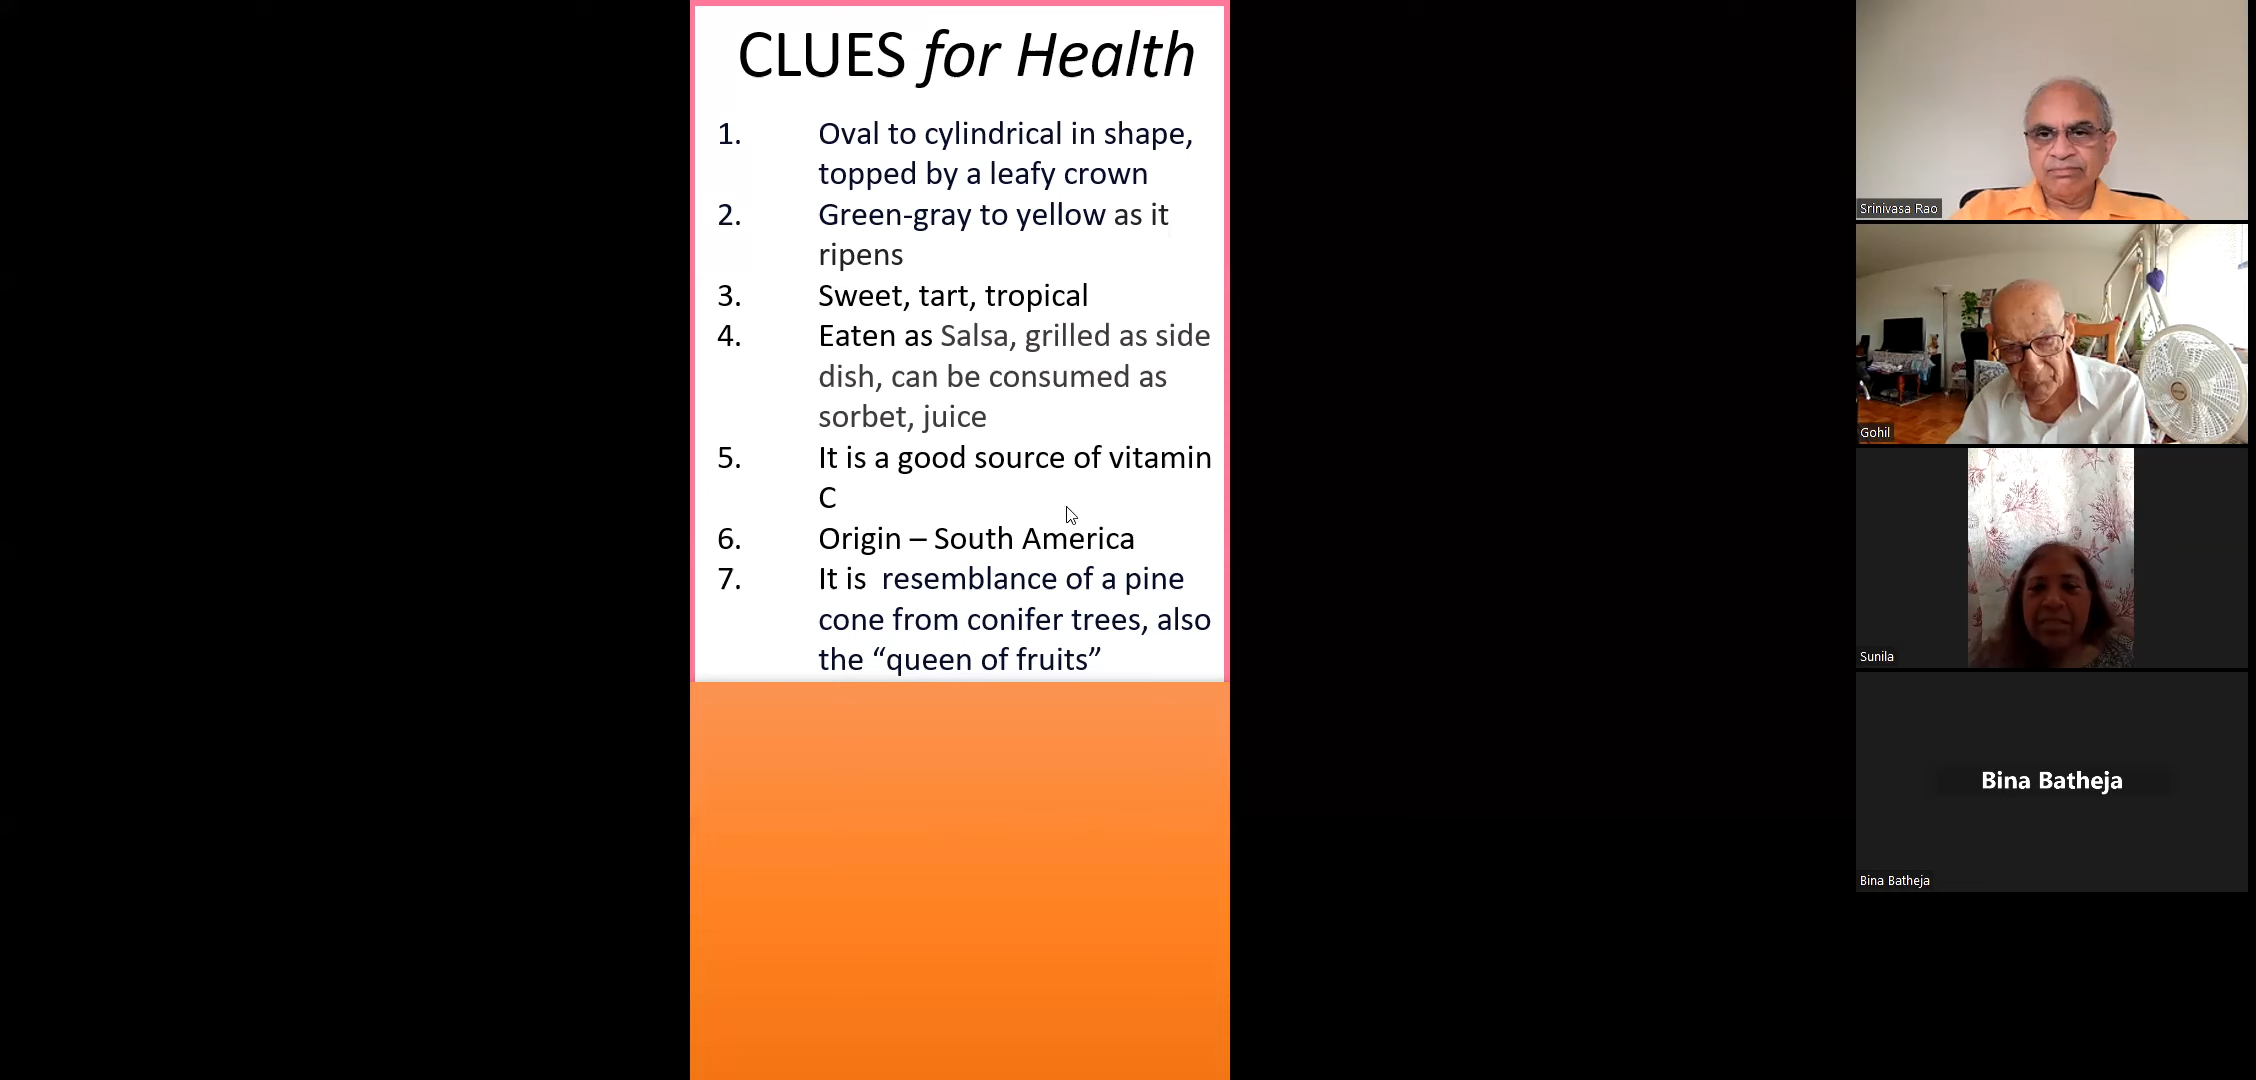 CLUES for Health
1. Oval to cylindrical in shape,
topped by a leafy crown
2. Green-gray to yellow as it
ripens
3. Sweet, tart, tropical
4. Eaten as Salsa, grilled as side
dish, can be consumed as
sorbet, juice
5. It is a good source of vitamin
C
6. Origin – South America
7. It is  resemblance of a pine
cone from conifer trees, also
the “queen of fruits”
Srinivasa Rao
Gohil
Sunila
Bina Batheja
Bina Batheja